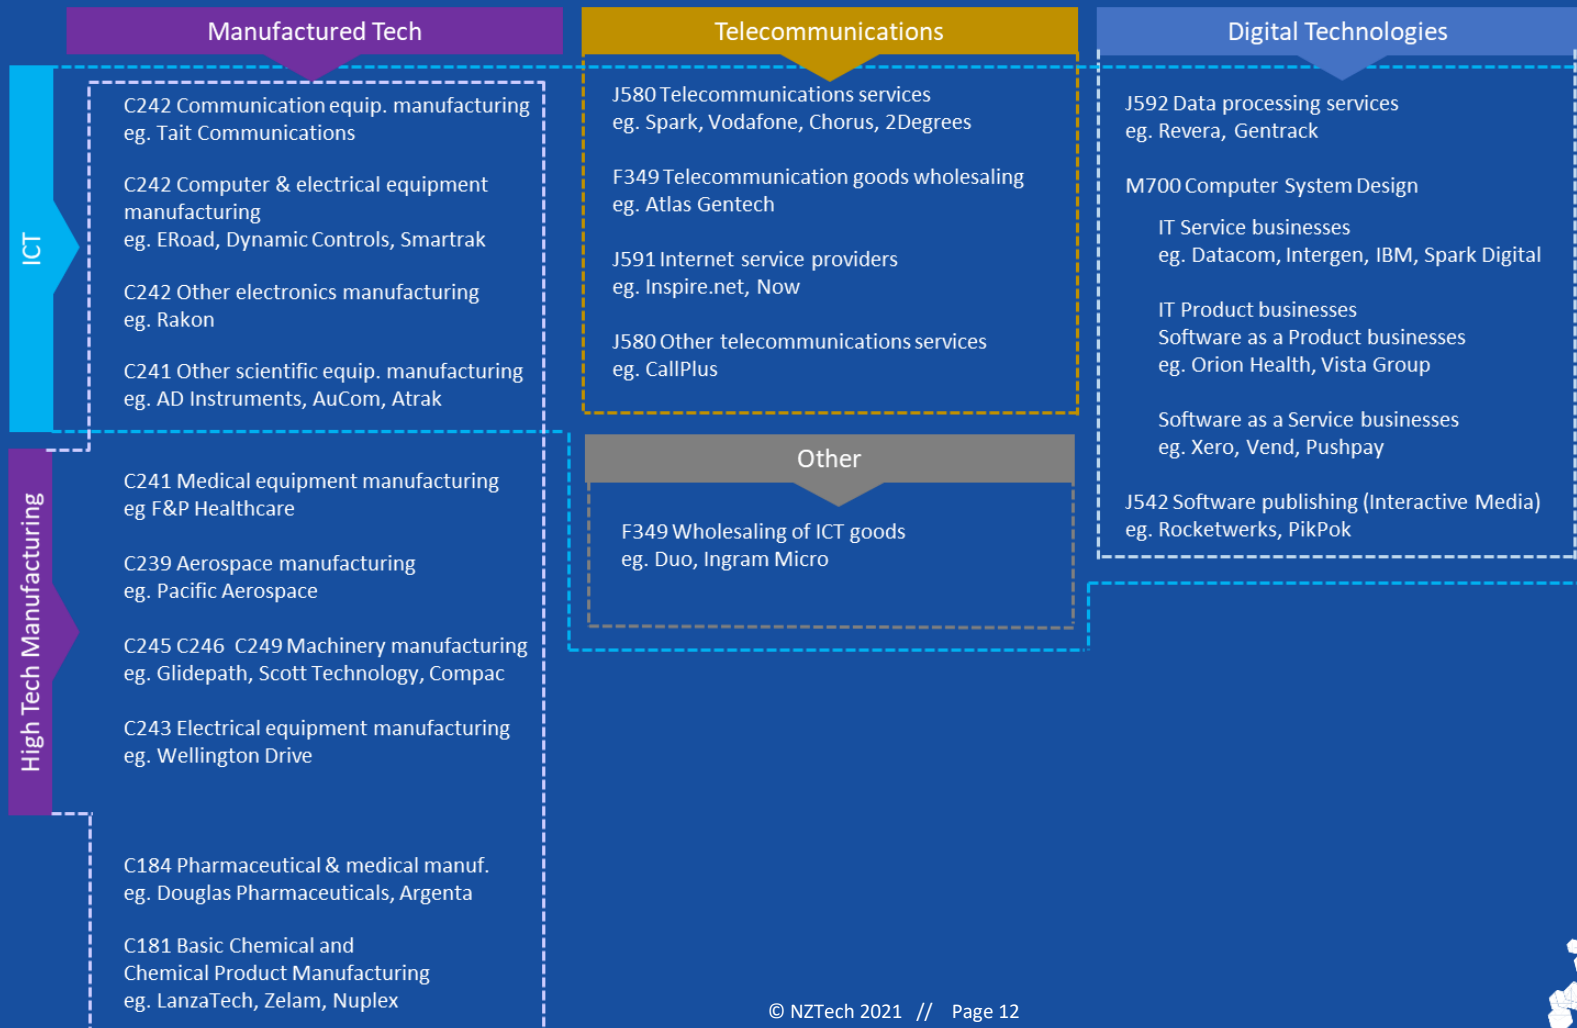 Manufactured Tech
ICT
C242 Communication equip. manufacturing
eg. Tait Communications
C242 Computer & electrical equipment
manufacturing
eg. ERoad, Dynamic Controls, Smartrak
C242 Other electronics manufacturing
eg. Rakon
C241 Other scientific equip. manufacturing
eg. AD Instruments, AuCom, Atrak
High Tech Manufacturing
C241 Medical equipment manufacturing
eg F&P Healthcare
C239 Aerospace manufacturing
eg. Pacific Aerospace
C245 C246  C249 Machinery manufacturing
eg. Glidepath, Scott Technology, Compac
C243 Electrical equipment manufacturing
eg. Wellington Drive
C184 Pharmaceutical & medical manuf.
eg. Douglas Pharmaceuticals, Argenta
C181 Basic Chemical and
Chemical Product Manufacturing
eg. LanzaTech, Zelam, Nuplex
Telecommunications
J580 Telecommunications services
eg. Spark, Vodafone, Chorus, 2Degrees
F349 Telecommunication goods wholesaling
eg. Atlas Gentech
J591 Internet service providers
eg. Inspire.net, Now
J580 Other telecommunications services
eg. CallPlus
Other
F349 Wholesaling of ICT goods
eg. Duo, Ingram Micro
Digital Technologies
J592 Data processing services
eg. Revera, Gentrack
M700 Computer System Design
IT Service businesses
eg. Datacom, Intergen, IBM, Spark Digital
IT Product businesses
Software as a Product businesses
eg. Orion Health, Vista Group
Software as a Service businesses
eg. Xero, Vend, Pushpay
J542 Software publishing (Interactive Media)
eg. Rocketwerks, PikPok
© NZTech 2021 // Page 12